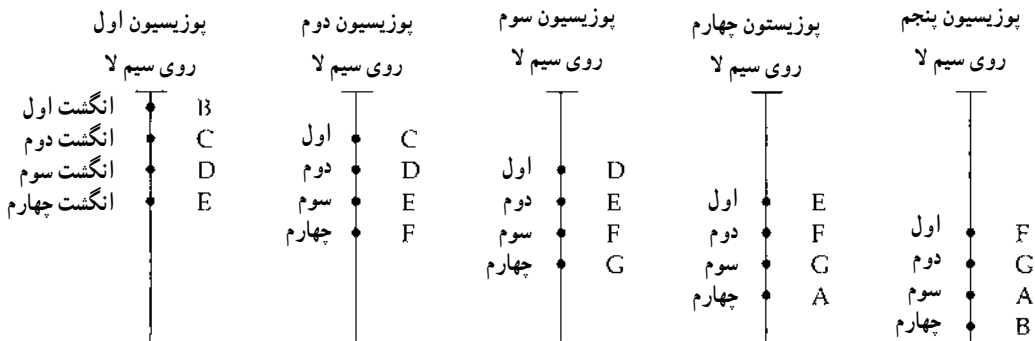 پوزیسیون اول
روی سیم لا
انگشت اول B
انگشت دوم C
انگشت سوم D
انگشت چهارم E
پوزیسیون دوم
روی سیم لا
اول C
دوم D
سوم E
چهارم F
پوزیسیون سوم
روی سیم لا
اول D
دوم E
سوم F
چهارم G
پوزیستون چهارم
روی سیم لا
اول E
دوم F
سوم G
چهارم A
پوزیسیون پنجم
روی سیم لا
اول F
دوم G
سوم A
چهارم B